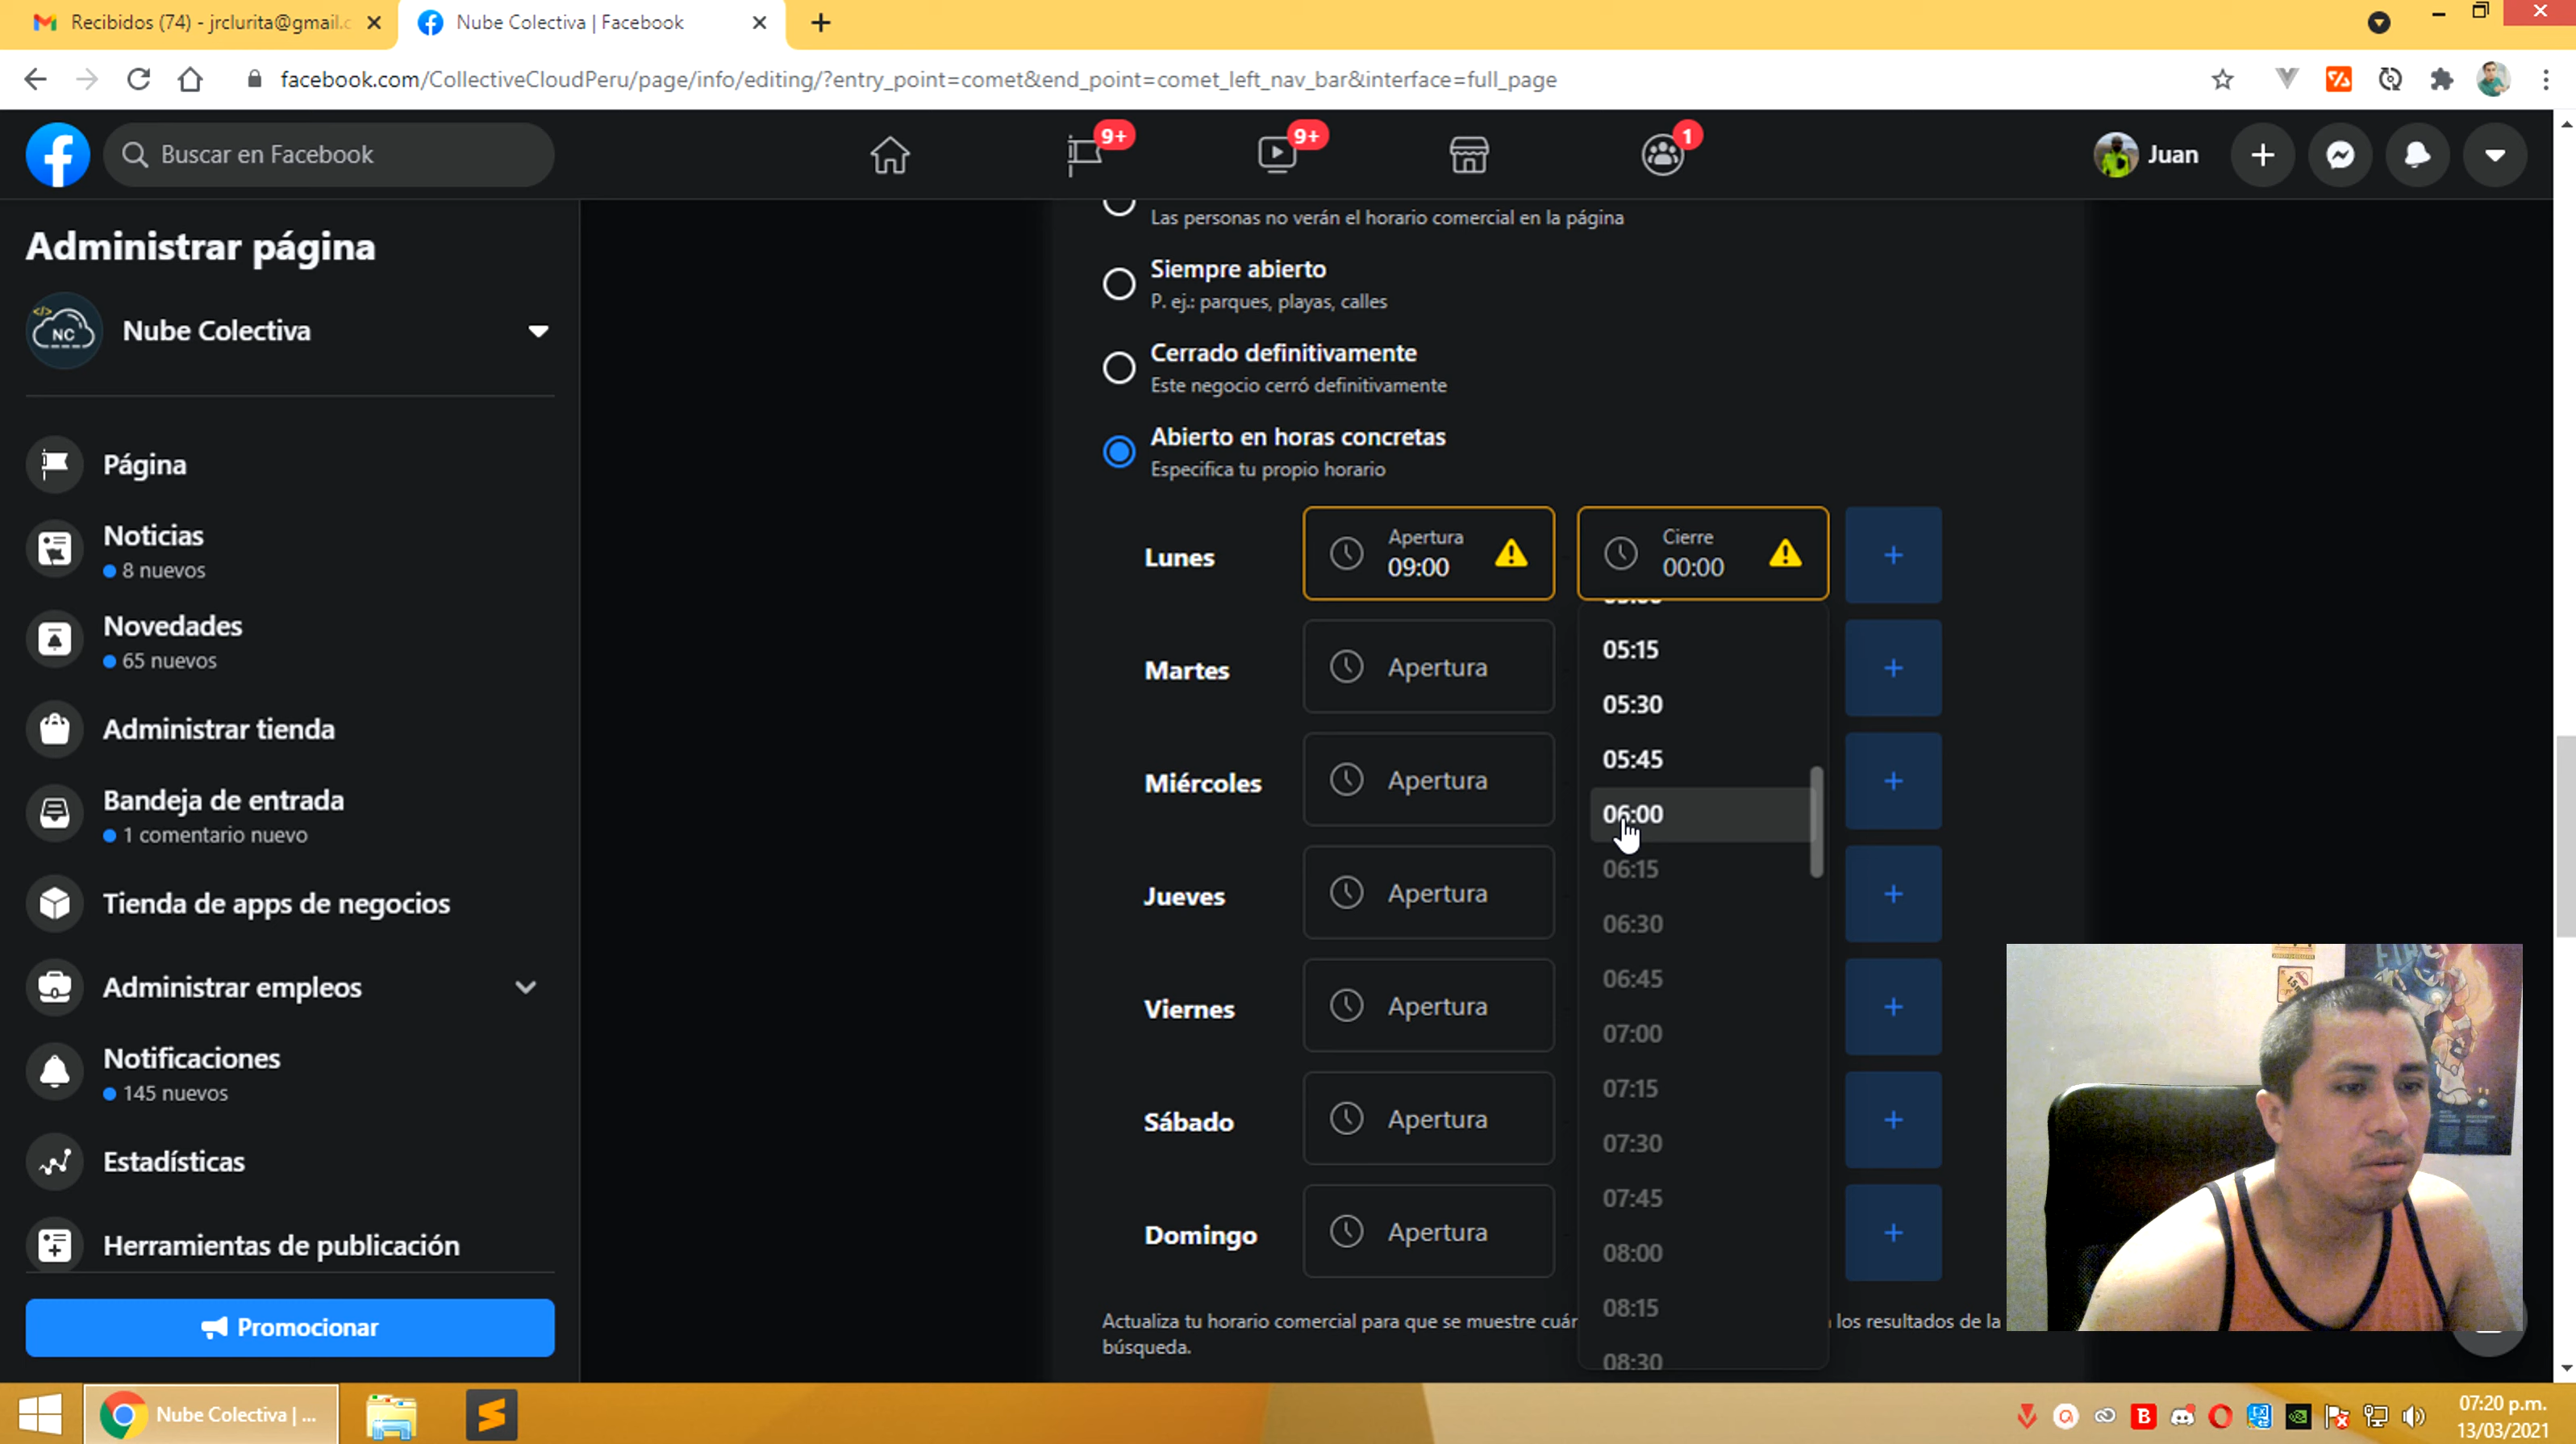 Recibidos (74) - jrclurita@gmail.c
Nube Colectiva | Facebook
facebook.com/CollectiveCloudPeru/page/info/editing/?entry_point=comet&end_point=comet_left_nav_bar&interface=full_page
Buscar en Facebook
9+
9+
1
Juan
Administrar página
NC
Nube Colectiva
Página
Noticias
8 nuevos
Novedades
65 nuevos
Administrar tienda
Bandeja de entrada
1 comentario nuevo
Tienda de apps de negocios
Administrar empleos
Notificaciones
145 nuevos
Estadísticas
Herramientas de publicación
Promocionar
Las personas no verán el horario comercial en la página
Siempre abierto
P. ej.: parques, playas, calles
Cerrado definitivamente
Este negocio cerró definitivamente
Abierto en horas concretas
Especifica tu propio horario
Lunes
Apertura
09:00
Cierre
00:00
Martes
Apertura
Miércoles
Apertura
Jueves
Apertura
Viernes
Apertura
Sábado
Apertura
Domingo
Apertura
05:15
05:30
05:45
06:00
06:15
06:30
06:45
07:00
07:15
07:30
07:45
08:00
08:15
08:30
Actualiza tu horario comercial para que se muestre cuán
los resultados de la
búsqueda.
Nube Colectiva | ...
07:20 p.m.
13/03/2021